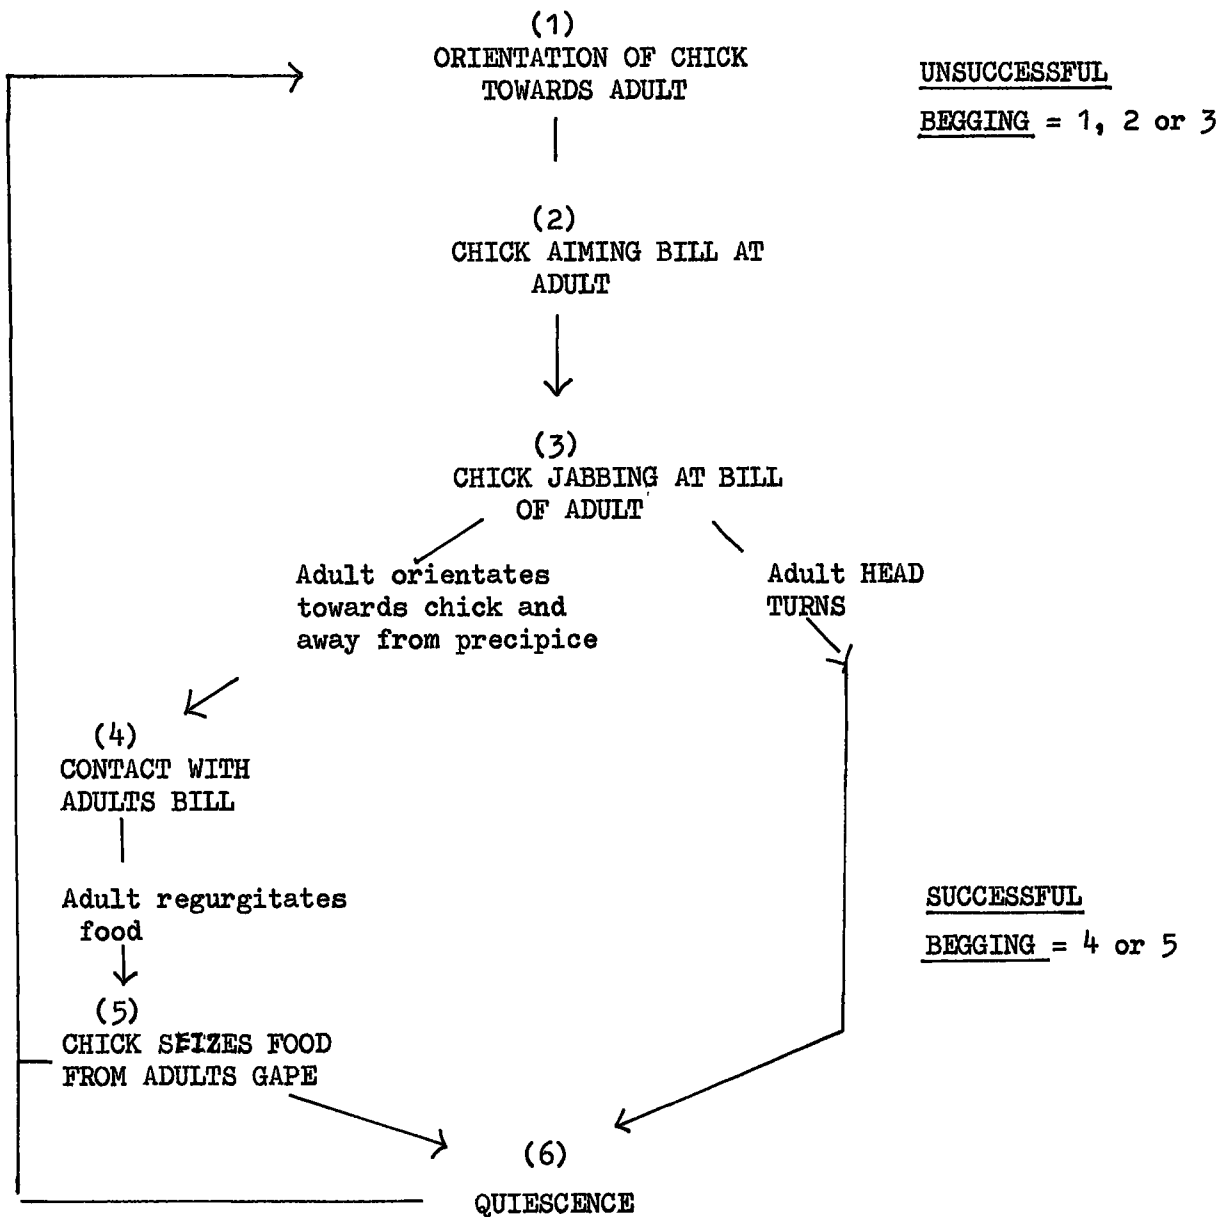 (1)
ORIENTATION OF CHICK
TOWARDS ADULT
UNSUCCESSFUL
BEGGING = 1, 2 or 3
(2)
CHICK AIMING BILL AT
ADULT
(3)
CHICK JABBING AT BILL
OF ADULT
Adult orientates
towards chick and
away from precipice
Adult HEAD
TURNS
(4)
CONTACT WITH
ADULTS BILL
Adult regurgitates
food
SUCCESSFUL
BEGGING = 4 or 5
(5)
CHICK SEIZES FOOD
FROM ADULTS GAPE
(6)
QUIESCENCE